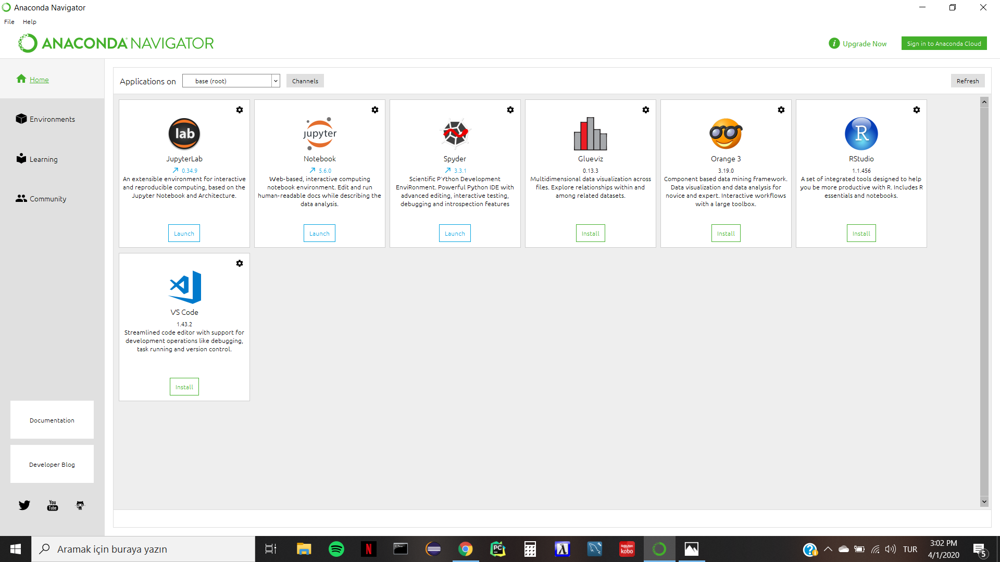 Anaconda Navigator
File Help
ANACONDA NAVIGATOR
i Upgrade Now
Sign in to Anaconda Cloud
Home
Environments
Learning
Community
Documentation
Developer Blog
You Tube
Applications on base (root) Channels Refresh
lab
JupyterLab
0.34.9
An extensible environment for interactive
and reproducible computing, based on the
Jupyter Notebook and Architecture.
Launch
jupyter
Notebook
5.6.0
Web-based, interactive computing
notebook environment. Edit and run
human-readable docs while describing the
data analysis.
Launch
Spyder
3.3.1
Scientific PYthon Development
EnviRonment. Powerful Python IDE with
advanced editing, interactive testing,
debugging and introspection features
Launch
Glueviz
0.13.3
Multidimensional data visualization across
files. Explore relationships within and
among related datasets.
Install
Orange 3
3.19.0
Component based data mining framework.
Data visualization and data analysis for
novice and expert. Interactive workflows
with a large toolbox.
Install
R
RStudio
1.1.456
A set of integrated tools designed to help
you be more productive with R. Includes R
essentials and notebooks.
Install
VS Code
1.43.2
Streamlined code editor with support for
development operations like debugging,
task running and version control.
Install
Aramak için buraya yazın
N
PC
λ
Rakuten
kobo
?
TUR
3:02 PM
4/1/2020
5